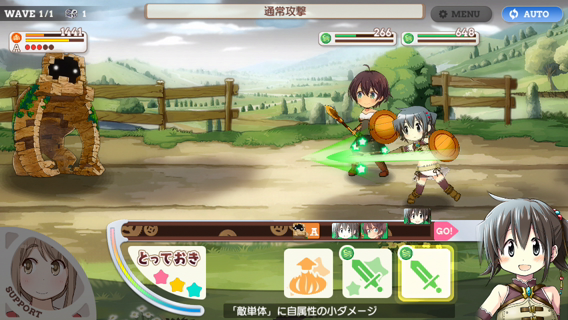 WAVE 1/1 1
通常攻撃
MENU
AUTO
1441
A
266
648
A
GO!
とっておき
SUPPORT
「敵単体」に自属性の小ダメージ